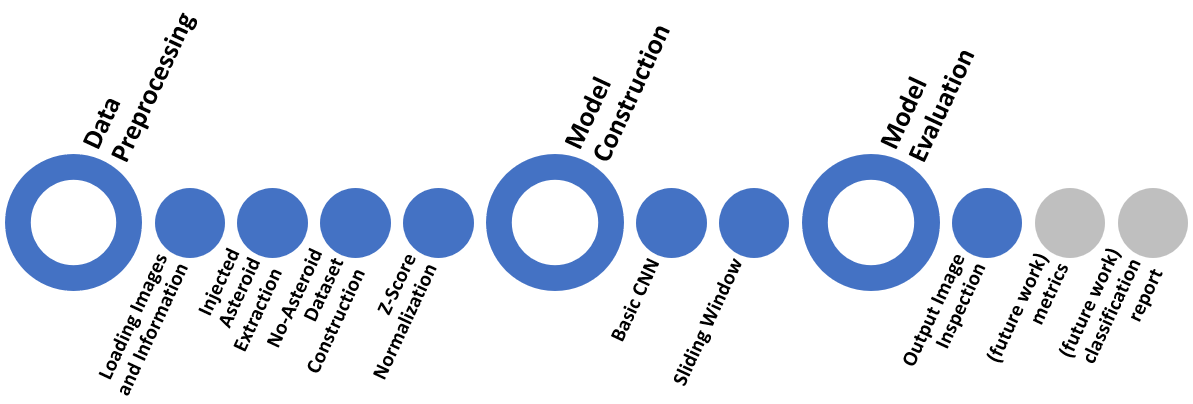 Data
Preprocessing
Loading Images
and Information
Injected
Asteroid
Extraction
No-Asteroid
Dataset
Construction
Z-Score
Normalization
Model
Construction
Basic CNN
Sliding Window
Model
Evaluation
Output Image
Inspection
(future work)
metrics
(future work)
classification
report